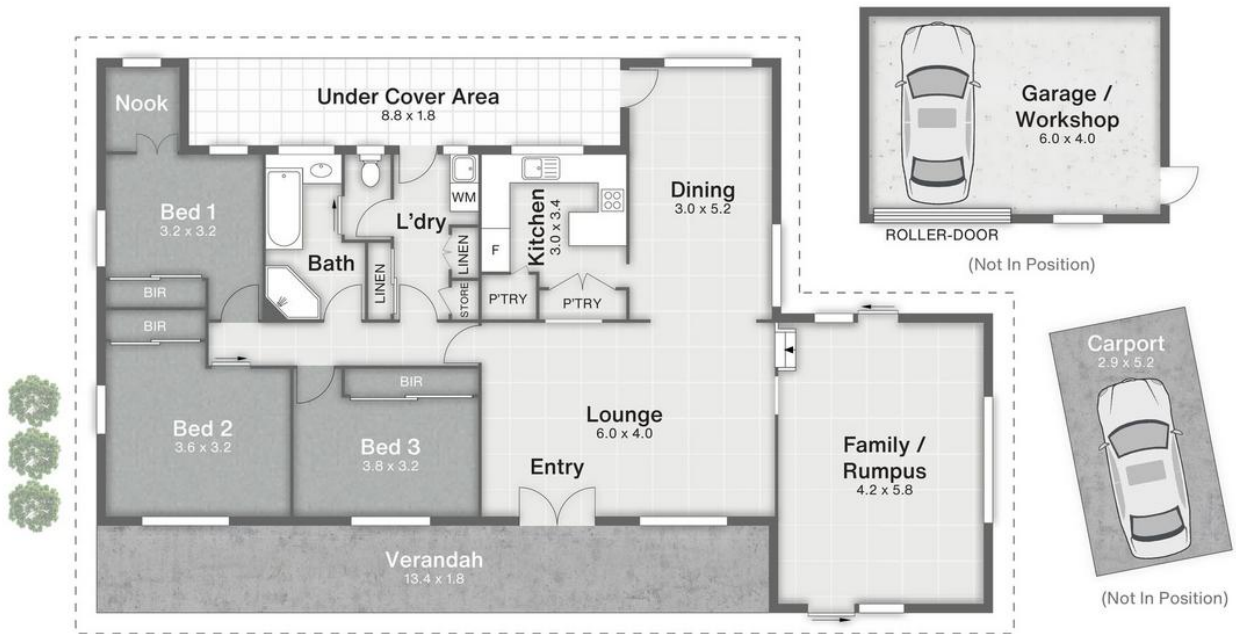 Nook
Under Cover Area
8.8 x 1.8
Garage /
Workshop
6.0 x 4.0
ROLLER-DOOR
(Not In Position)
Bed 1
3.2 x 3.2
BIR
Bath
L'dry
WM
LINEN
LINEN
STORE
Kitchen
3.0 x 3.4
F
P'TRY
P'TRY
Dining
3.0 x 5.2
BIR
Bed 2
3.6 x 3.2
BIR
Bed 3
3.8 x 3.2
Lounge
6.0 x 4.0
Entry
Family /
Rumpus
4.2 x 5.8
Carport
2.9 x 5.2
(Not In Position)
Verandah
13.4 x 1.8